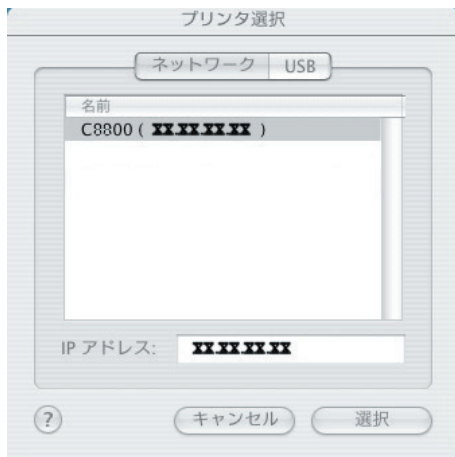 プリンタ選択
ネットワーク USB
名前
C8800 ( XX.XX.XX.XX )
IP アドレス: XX.XX.XX.XX
? キャンセル 選択